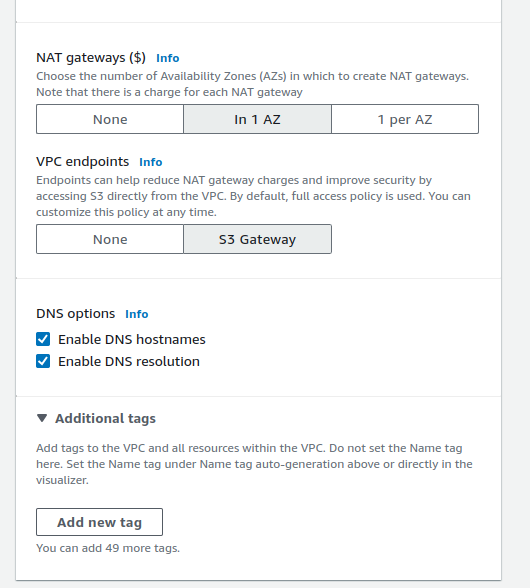 NAT gateways ($) Info
Choose the number of Availability Zones (AZs) in which to create NAT gateways.
Note that there is a charge for each NAT gateway
None In 1 AZ 1 per AZ
VPC endpoints Info
Endpoints can help reduce NAT gateway charges and improve security by
accessing S3 directly from the VPC. By default, full access policy is used. You can
customize this policy at any time.
None S3 Gateway
DNS options Info
Enable DNS hostnames
Enable DNS resolution
Additional tags
Add tags to the VPC and all resources within the VPC. Do not set the Name tag
here. Set the Name tag under Name tag auto-generation above or directly in the
visualizer.
Add new tag
You can add 49 more tags.